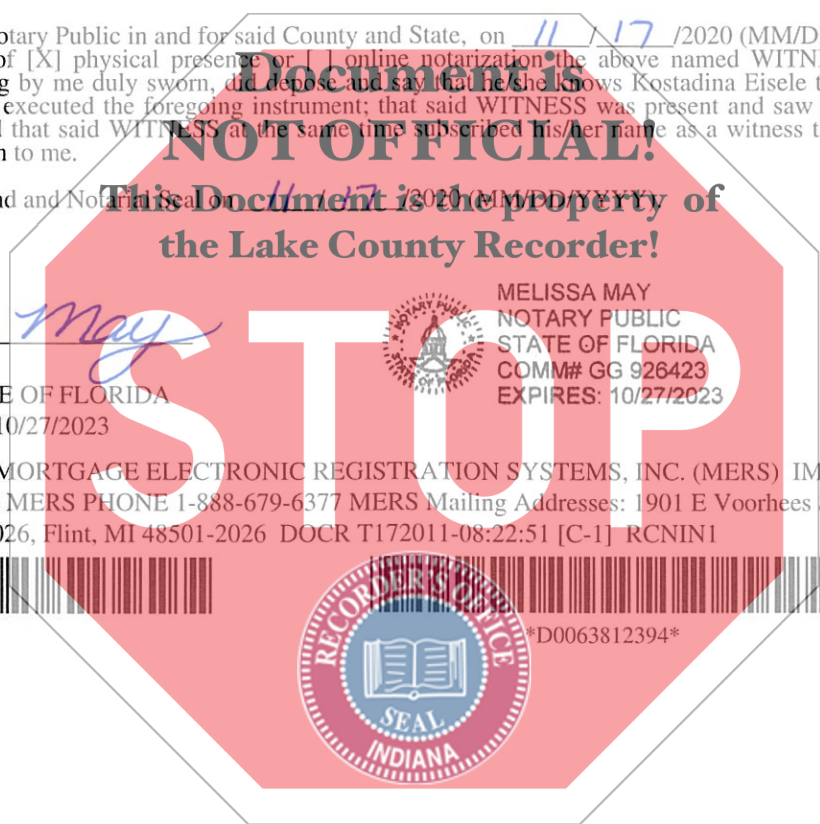 otary Public in and for said County and State, on 11 / 17 /2020 (MM/D
of [X] physical presence or [ ] online notarization the above named WITNE
g by me duly sworn, did depose and say that he/she knows Kostadina Eisele t
executed the foregoing instrument; that said WITNESS was present and saw
d that said WITNESS at the same time subscribed his/her name as a witness t
n to me.
Document is
NOT OFFICIAL!
nd and Notarial Seal on 11 / 17 /2020 (MM/DD/YYYY).
This Document is the property of
the Lake County Recorder!
May
NOTARY PUBLIC
STATE OF FLORIDA
MELISSA MAY
NOTARY PUBLIC
STATE OF FLORIDA
COMM# GG 926423
EXPIRES: 10/27/2023
STOP
E OF FLORIDA
10/27/2023
MORTGAGE ELECTRONIC REGISTRATION SYSTEMS, INC. (MERS) IM
MERS PHONE 1-888-679-6377 MERS Mailing Addresses: 1901 E Voorhees
026, Flint, MI 48501-2026 DOCR T172011-08:22:51 [C-1] RCNIN1
*D0063812394*
RECORDER'S OFFICE
SEAL
INDIANA